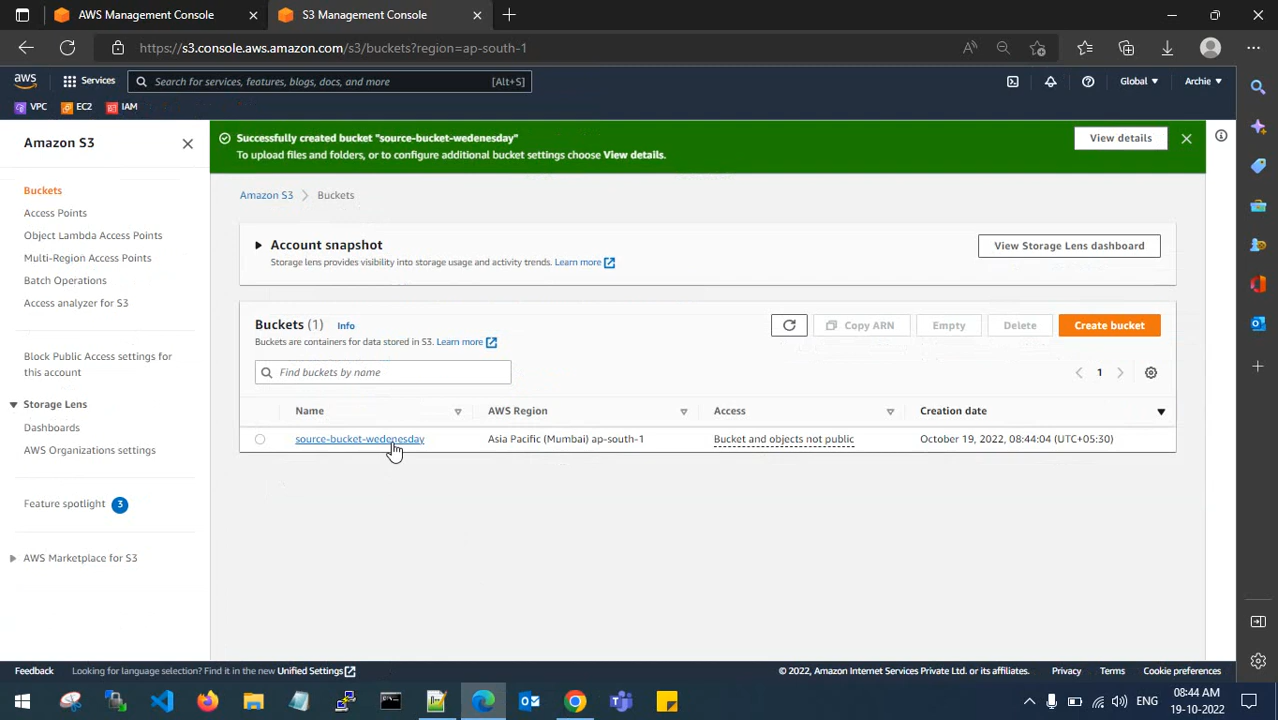 AWS Management Console
S3 Management Console
https://s3.console.aws.amazon.com/s3/buckets?region=ap-south-1
aws
Services
Search for services, features, blogs, docs, and more
[Alt+S]
Global
Archie
VPC
EC2
IAM
Amazon S3
Buckets
Access Points
Object Lambda Access Points
Multi-Region Access Points
Batch Operations
Access analyzer for S3
Block Public Access settings for
this account
Storage Lens
Dashboards
AWS Organizations settings
Feature spotlight
3
AWS Marketplace for S3
Successfully created bucket "source-bucket-wedenesday"
To upload files and folders, or to configure additional bucket settings choose View details.
View details
Amazon S3
Buckets
Account snapshot
Storage lens provides visibility into storage usage and activity trends. Learn more
View Storage Lens dashboard
Buckets (1)
Info
Buckets are containers for data stored in S3. Learn more
Copy ARN
Empty
Delete
Create bucket
Find buckets by name
1
Name
AWS Region
Access
Creation date
source-bucket-wedenesday
Asia Pacific (Mumbai) ap-south-1
Bucket and objects not public
October 19, 2022, 08:44:04 (UTC+05:30)
Feedback
Looking for language selection? Find it in the new Unified Settings
© 2022, Amazon Internet Services Private Ltd. or its affiliates.
Privacy
Terms
Cookie preferences
ENG
08:44 AM
19-10-2022